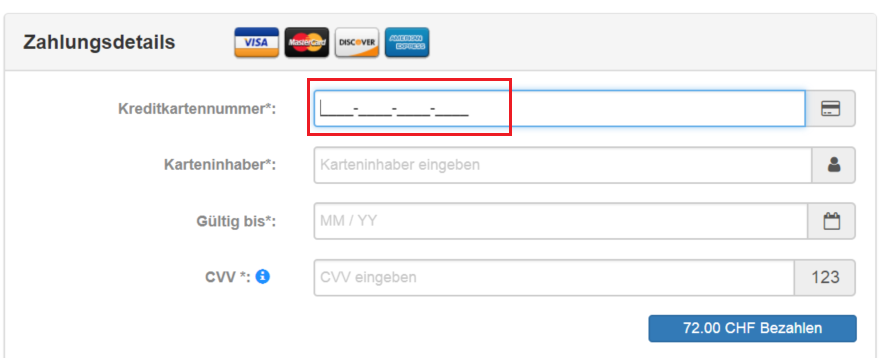 Zahlungsdetails VISA MasterCard DISCOVER AMERICAN EXPRESS
Kreditkartennummer*: ____-____-____-____
Karteninhaber*: Karteninhaber eingeben
Gültig bis*: MM / YY
CVV *: i CVV eingeben 123
72.00 CHF Bezahlen